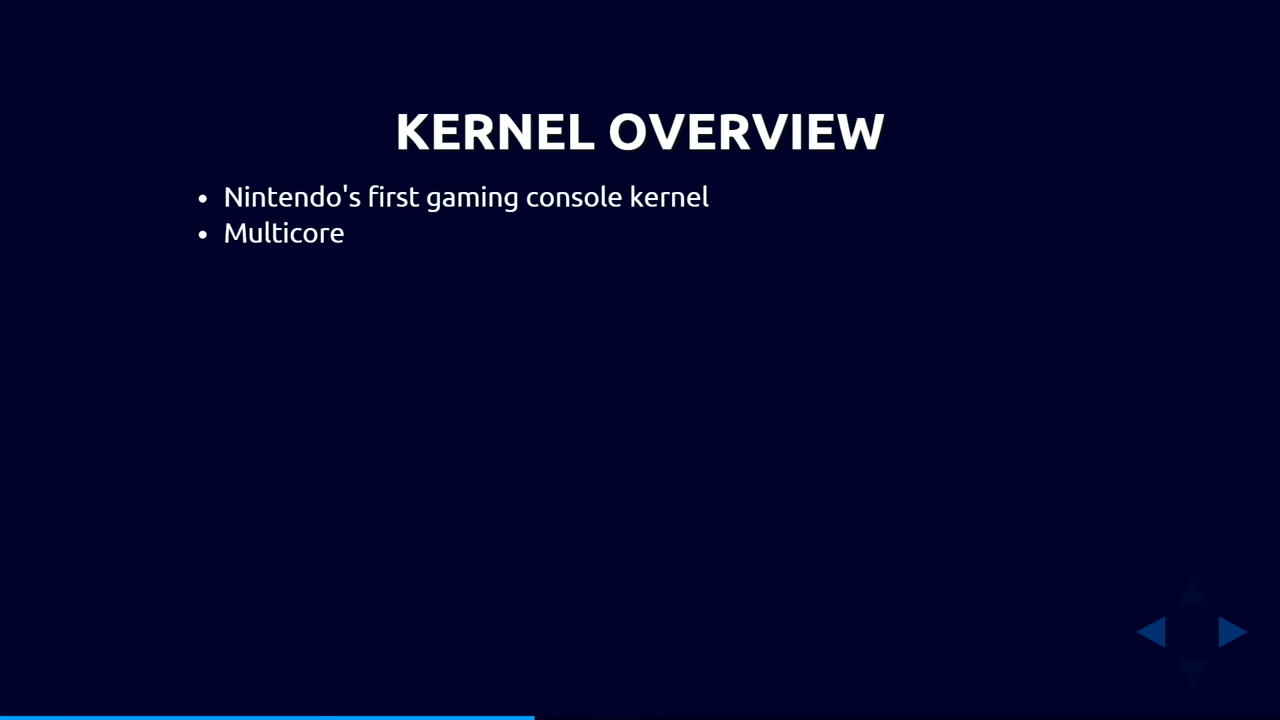 KERNEL OVERVIEW
• Nintendo's first gaming console kernel
• Multicore